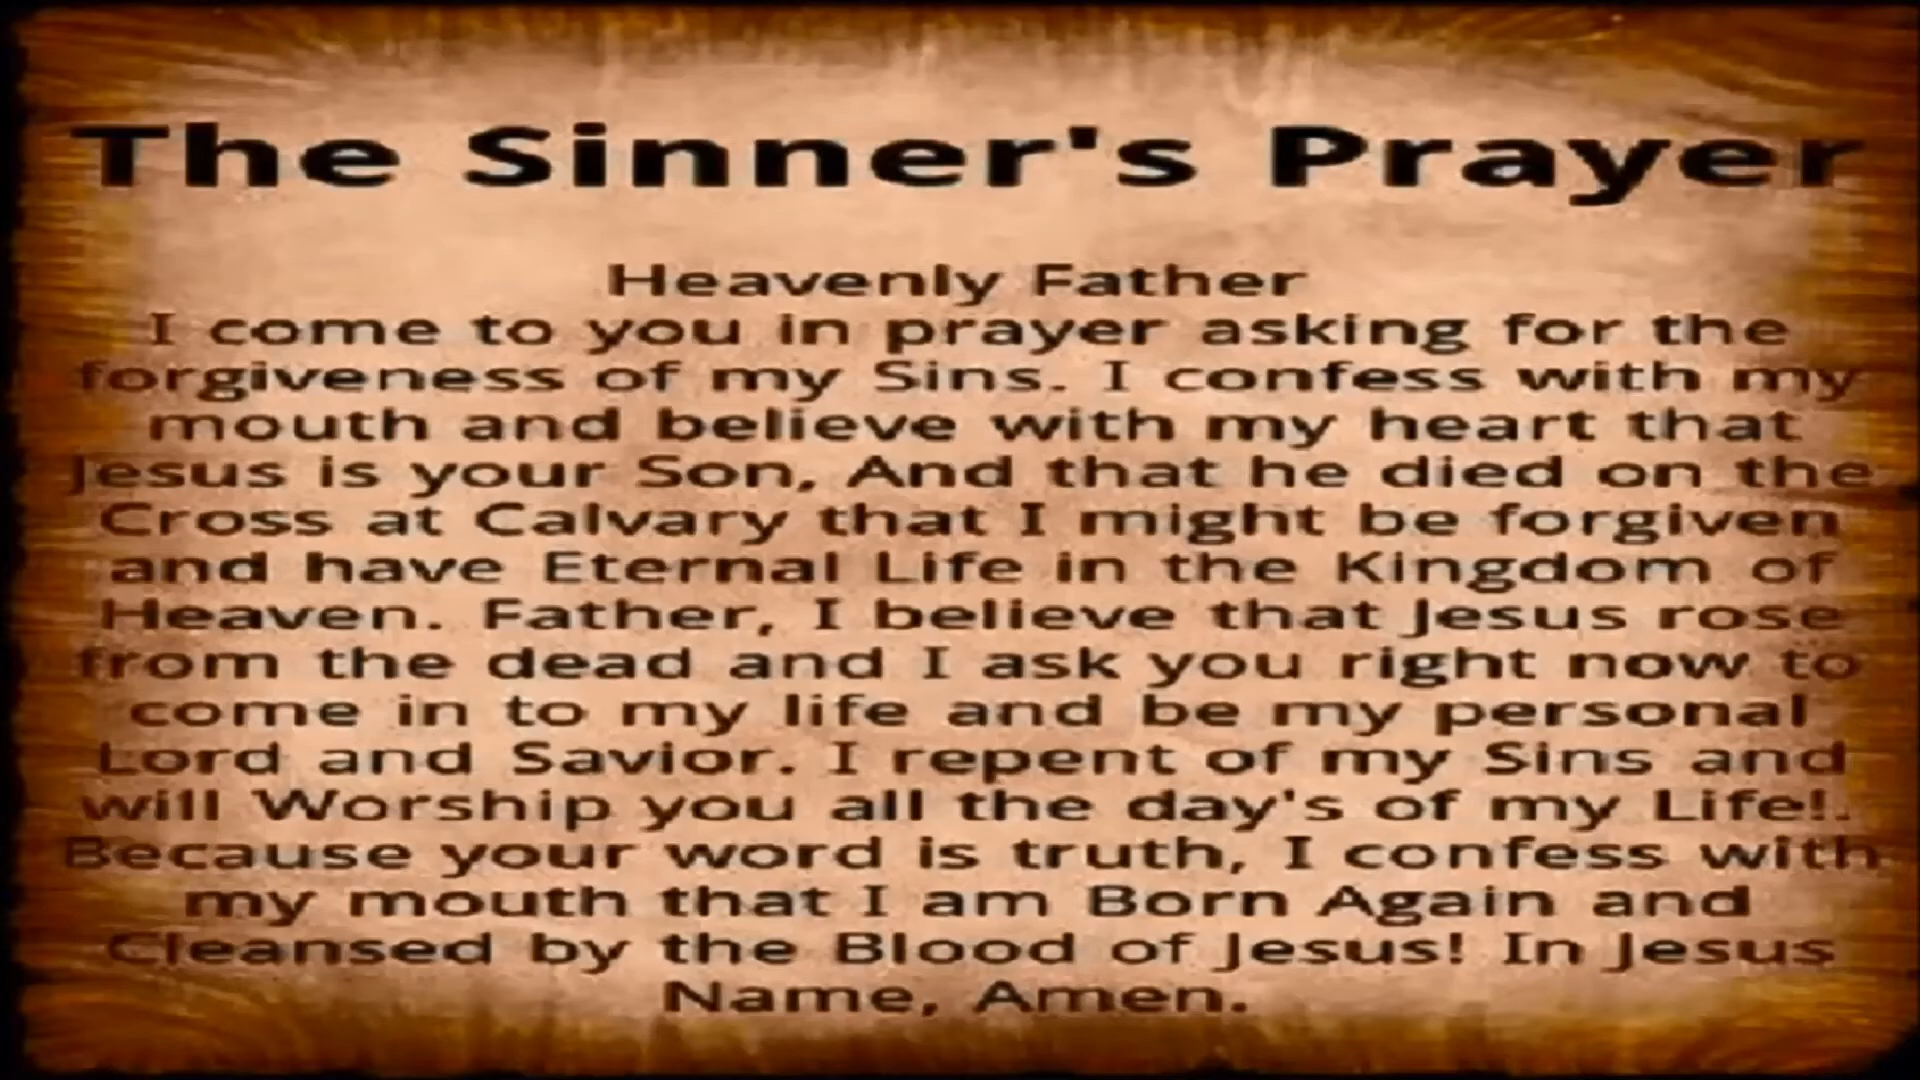 The Sinner's Prayer
Heavenly Father
I come to you in prayer asking for the
forgiveness of my Sins. I confess with my
mouth and believe with my heart that
Jesus is your Son, And that he died on the
Cross at Calvary that I might be forgiven
and have Eternal Life in the Kingdom of
Heaven. Father, I believe that Jesus rose
from the dead and I ask you right now to
come in to my life and be my personal
Lord and Savior. I repent of my Sins and
will Worship you all the day's of my Life!.
Because your word is truth, I confess with
my mouth that I am Born Again and
Cleansed by the Blood of Jesus! In Jesus
Name, Amen.